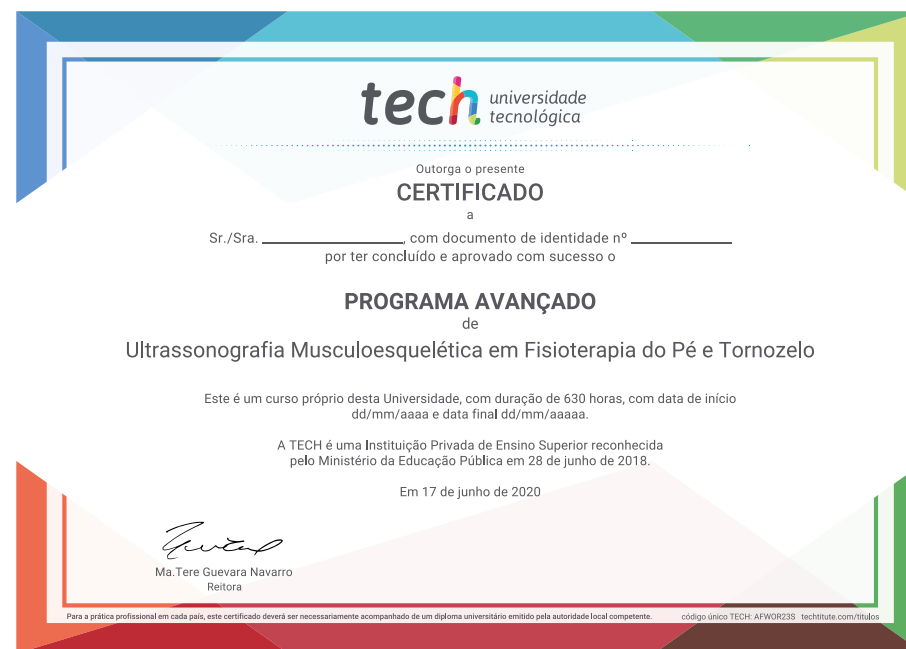 tech universidade
tecnológica
Outorga o presente
CERTIFICADO
a
Sr./Sra. ________________, com documento de identidade nº ____________
por ter concluído e aprovado com sucesso o
PROGRAMA AVANÇADO
de
Ultrassonografia Musculoesquelética em Fisioterapia do Pé e Tornozelo
Este é um curso próprio desta Universidade, com duração de 630 horas, com data de início
dd/mm/aaaa e data final dd/mm/aaaaa.
A TECH é uma Instituição Privada de Ensino Superior reconhecida
pelo Ministério da Educação Pública em 28 de junho de 2018.
Em 17 de junho de 2020
Ma.Tere Guevara Navarro
Reitora
Para a prática profissional em cada país, este certificado deverá ser necessariamente acompanhado de um diploma universitário emitido pela autoridade local competente. código único TECH: AFWOR23S techtitute.com/titulos